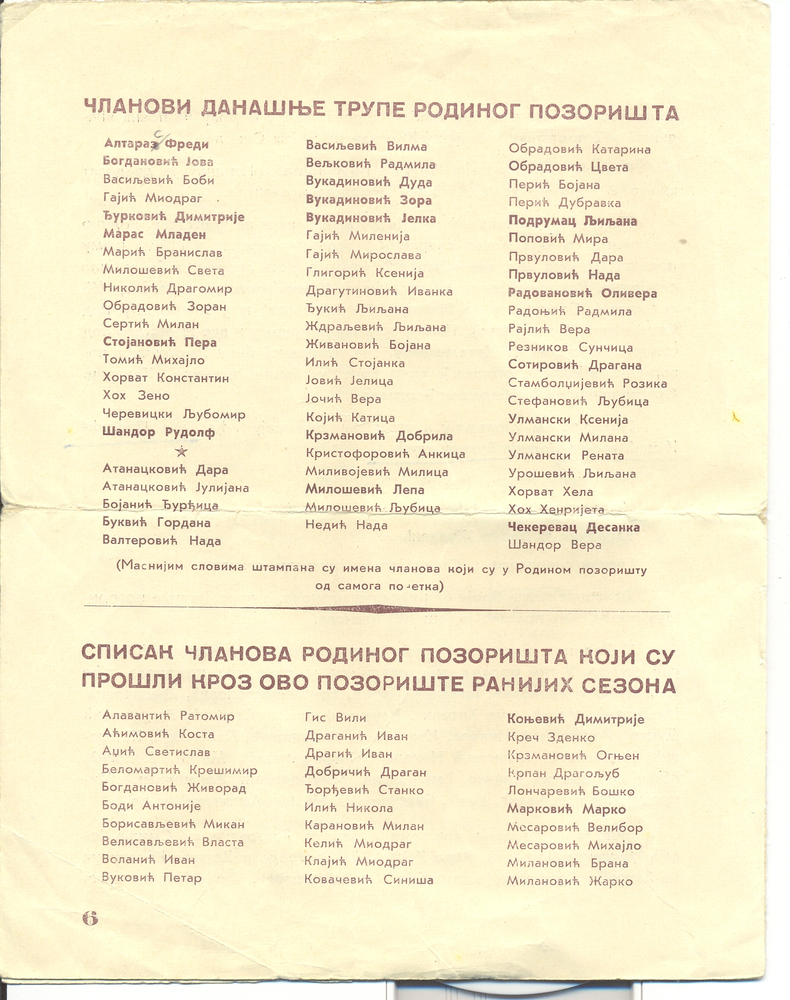 ЧЛАНОВИ ДАНАШЊЕ ТРУПЕ РОДИНОГ ПОЗОРИШТА
Алтарац Фреди
Богдановић Јова
Васиљевић Боби
Гајић Миодраг
Ђурковић Димитрије
Марас Младен
Марић Бранислав
Милошевић Света
Николић Драгомир
Обрадовић Зоран
Сертић Милан
Стојановић Пера
Томић Михајло
Хорват Константин
Хох Зено
Черевицки Љубомир
Шандор Рудолф
Атанацковић Дара
Атанацковић Јулијана
Бојанић Ђурђица
Буквић Гордана
Валтеровић Нада
Васиљевић Вилма
Вељковић Радмила
Вукадиновић Дуда
Вукадиновић Зора
Вукадиновић Јелка
Гајић Миленија
Гајић Мирослава
Глигорић Ксенија
Драгутиновић Иванка
Ђукић Љиљана
Ждраљевић Љиљана
Живановић Бојана
Илић Стојанка
Јовић Јелица
Јочић Вера
Којић Катица
Крзмановић Добрила
Кристофоровић Анкица
Миливојевић Милица
Милошевић Лепа
Милошевић Љубица
Недић Нада
Обрадовић Катарина
Обрадовић Цвета
Перић Бојана
Перић Дубравка
Подрумац Љиљана
Поповић Мира
Првуловић Дара
Првуловић Нада
Радовановић Оливера
Радоњић Радмила
Рајлић Вера
Резников Сунчица
Сотировић Драгана
Стамболџијевић Розика
Стефановић Љубица
Улмански Ксенија
Улмански Милана
Улмански Рената
Урошевић Љиљана
Хорват Хела
Хох Хенријета
Чекеревац Десанка
Шандор Вера
(Маснијим словима штампана су имена чланова који су у Родином позоришту
од самога почетка)
СПИСАК ЧЛАНОВА РОДИНОГ ПОЗОРИШТА КОЈИ СУ
ПРОШЛИ КРОЗ ОВО ПОЗОРИШТЕ РАНИЈИХ СЕЗОНА
Алавантић Ратомир
Аћимовић Коста
Аџић Светислав
Беломартић Крешимир
Богдановић Живорад
Боди Антоније
Борисављевић Микан
Велисављевић Власта
Воланић Иван
Вуковић Петар
Гис Вили
Драганић Иван
Драгић Иван
Добричић Драган
Ђорђевић Станко
Илић Никола
Карановић Милан
Келић Миодраг
Клајић Миодраг
Ковачевић Синиша
Коњевић Димитрије
Креч Зденко
Крзмановић Огњен
Крпан Драгољуб
Лончаревић Бошко
Марковић Марко
Месаровић Велибор
Месаровић Михајло
Милановић Брана
Милановић Жарко
6